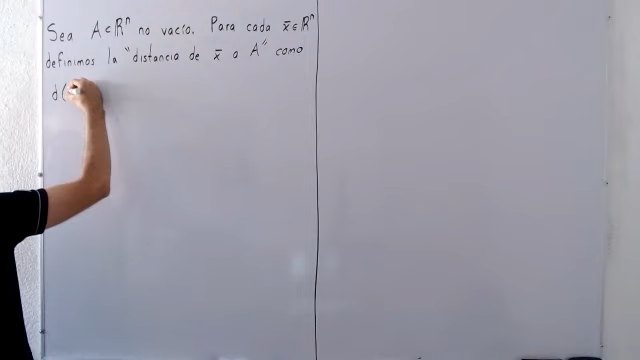 Sea A⊂ℝⁿ no vacío. Para cada x̄∈ℝⁿ
definimos la "distancia de x̄ a A" como
d(